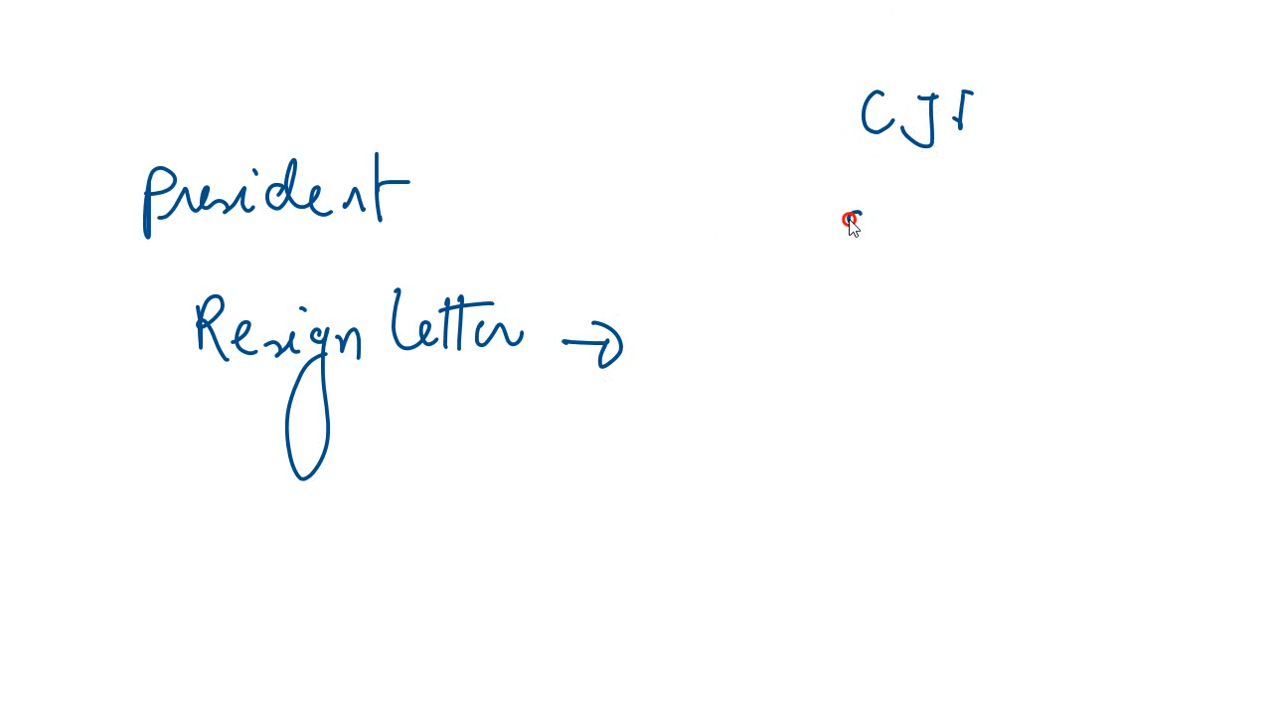 President
CJI
Resign letter →